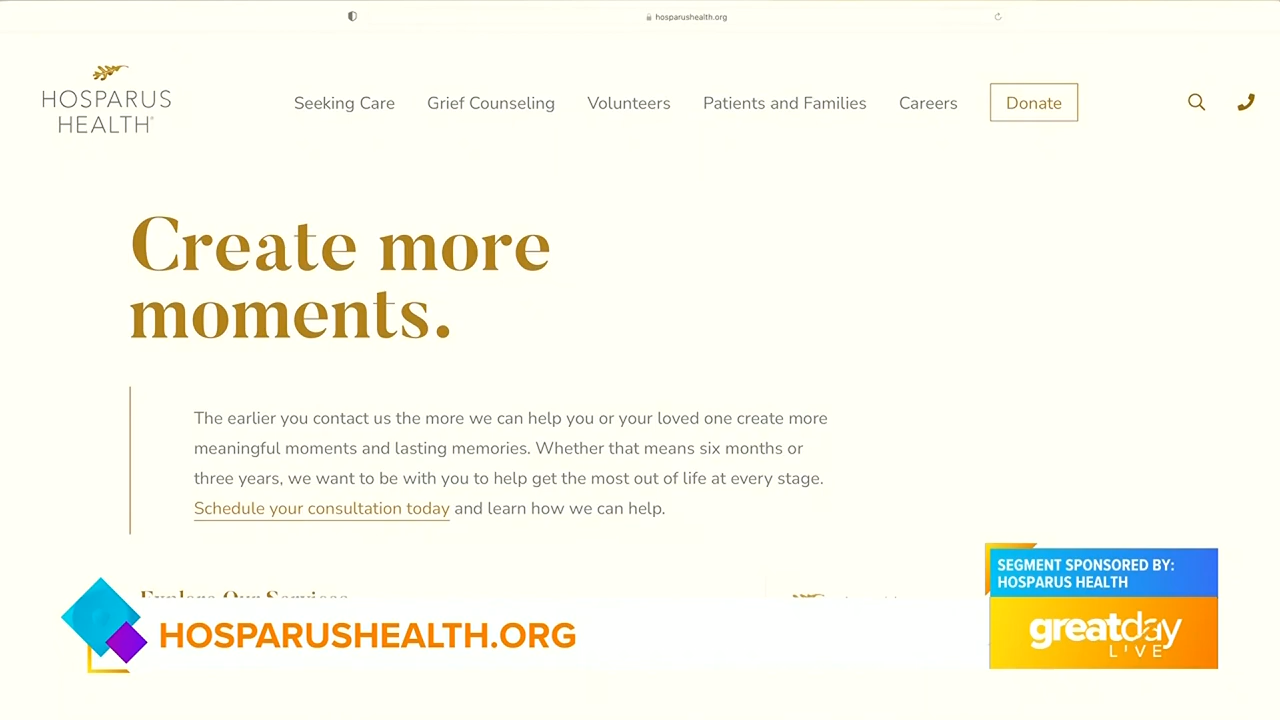 hosparushealth.org
HOSPARUS
HEALTH
Seeking Care
Grief Counseling
Volunteers
Patients and Families
Careers
Donate
Create more
moments.
The earlier you contact us the more we can help you or your loved one create more
meaningful moments and lasting memories. Whether that means six months or
three years, we want to be with you to help get the most out of life at every stage.
Schedule your consultation today and learn how we can help.
Explore Our Services
SEGMENT SPONSORED BY:
HOSPARUS HEALTH
HOSPARUSHEALTH.ORG
greatday
LIVE